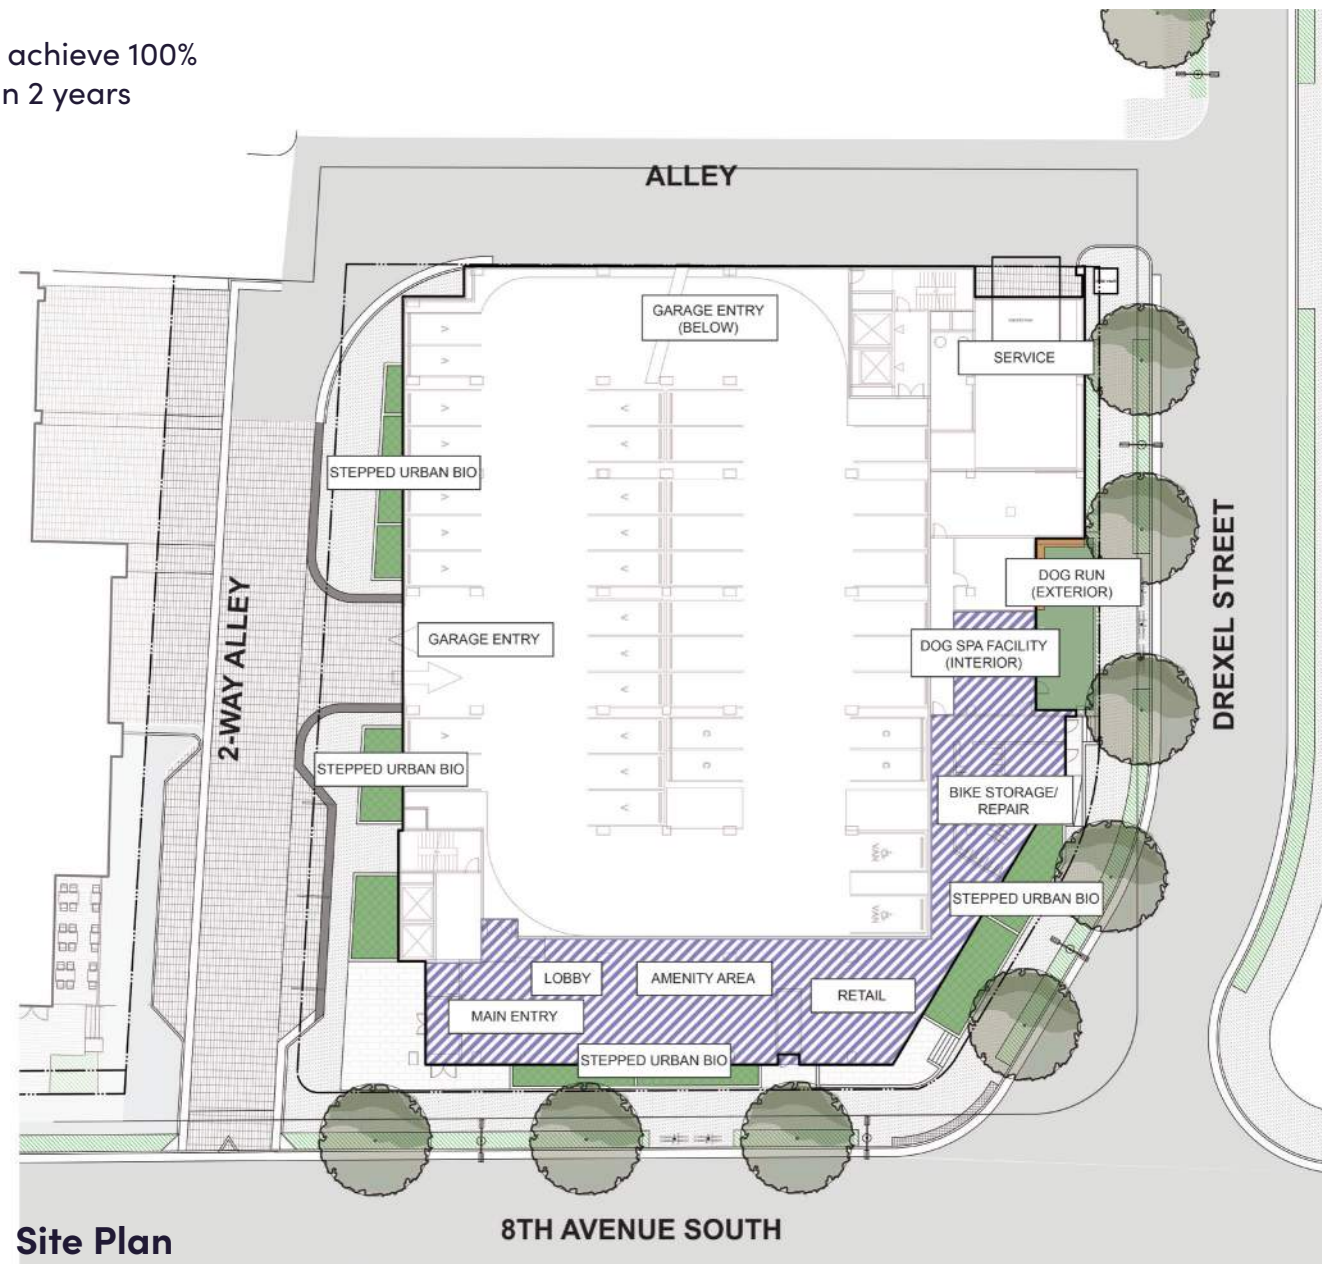 achieve 100%
n 2 years
ALLEY
GARAGE ENTRY
(BELOW)
SERVICE
STEPPED URBAN BIO
DOG RUN
(EXTERIOR)
DREXEL STREET
2-WAY ALLEY
GARAGE ENTRY
DOG SPA FACILITY
(INTERIOR)
STEPPED URBAN BIO
C
C
C
C
BIKE STORAGE/
REPAIR
VAN
STEPPED URBAN BIO
VAN
LOBBY
AMENITY AREA
RETAIL
MAIN ENTRY
STEPPED URBAN BIO
8TH AVENUE SOUTH
Site Plan